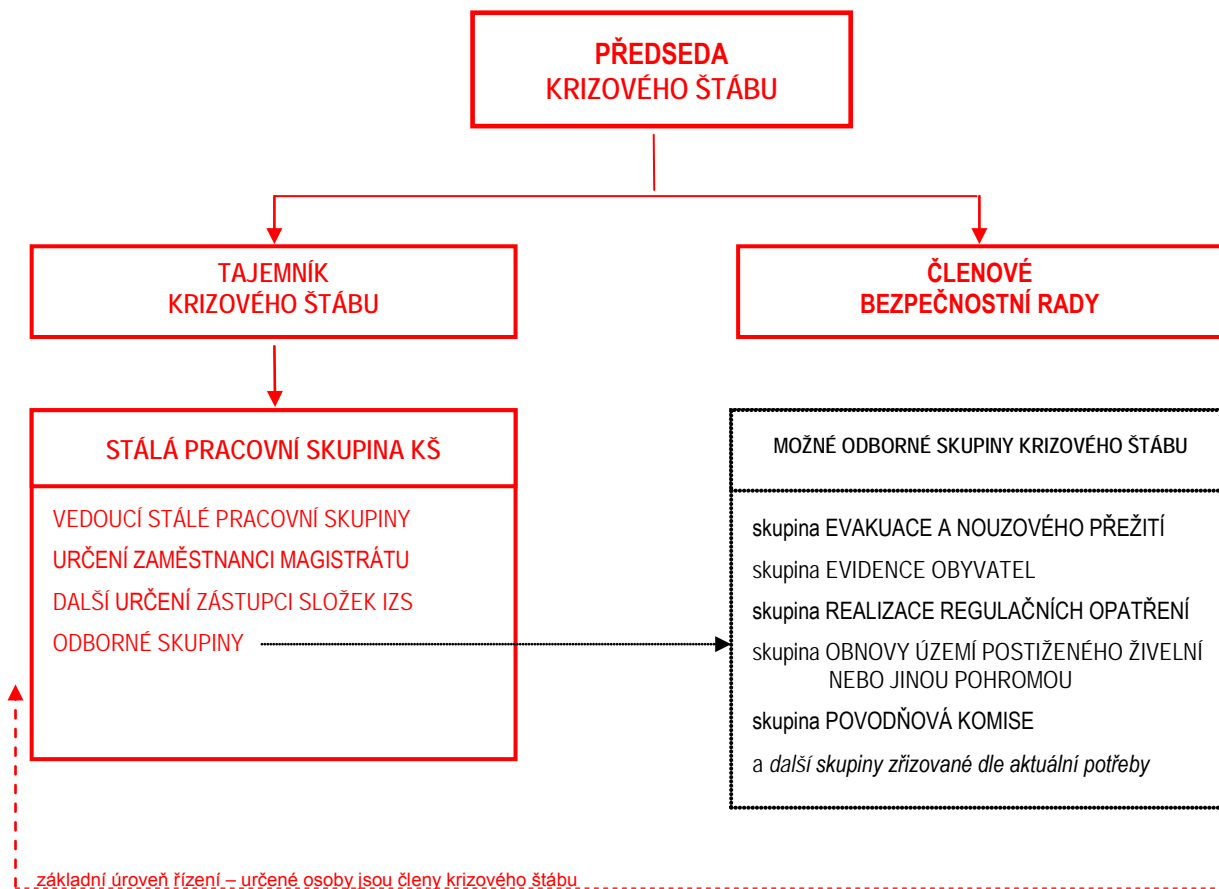 PŘEDSEDA
KRIZOVÉHO ŠTÁBU
TAJEMNÍK
KRIZOVÉHO ŠTÁBU
ČLENOVÉ
BEZPEČNOSTNÍ RADY
STÁLÁ PRACOVNÍ SKUPINA KŠ
VEDOUCÍ STÁLÉ PRACOVNÍ SKUPINY
URČENÍ ZAMĚSTNANCI MAGISTRÁTU
DALŠÍ URČENÍ ZÁSTUPCI SLOŽEK IZS
ODBORNÉ SKUPINY
MOŽNÉ ODBORNÉ SKUPINY KRIZOVÉHO ŠTÁBU
skupina EVAKUACE A NOUZOVÉHO PŘEŽITÍ
skupina EVIDENCE OBYVATEL
skupina REALIZACE REGULAČNÍCH OPATŘENÍ
skupina OBNOVY ÚZEMÍ POSTIŽENÉHO ŽIVELNÍ
NEBO JINOU POHROMOU
skupina POVODŇOVÁ KOMISE
a další skupiny zřizované dle aktuální potřeby
základní úroveň řízení – určené osoby jsou členy krizového štábu